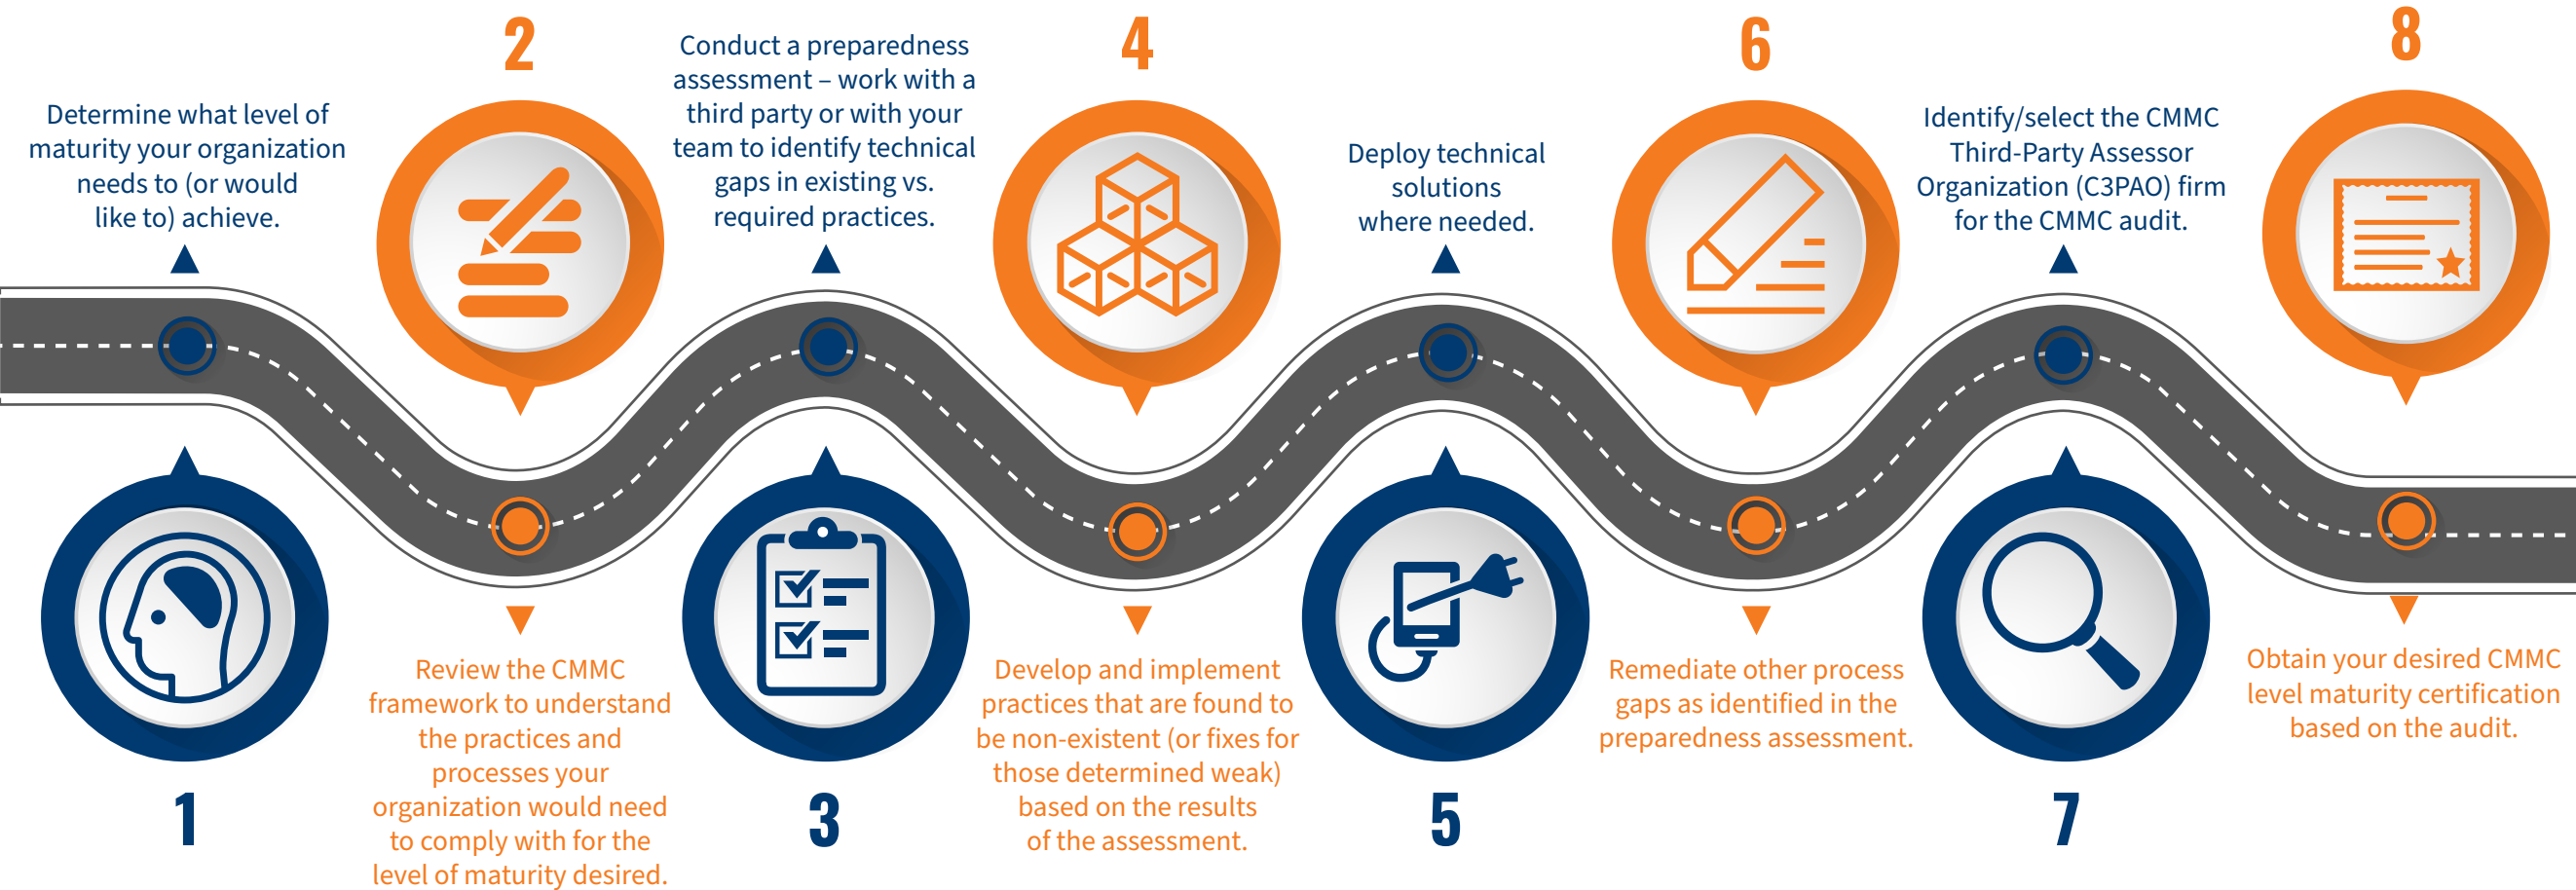 Determine what level of
maturity your organization
needs to (or would
like to) achieve.
1
2
Review the CMMC
framework to understand
the practices and
processes your
organization would need
to comply with for the
level of maturity desired.
Conduct a preparedness
assessment – work with a
third party or with your
team to identify technical
gaps in existing vs.
required practices.
3
4
Develop and implement
practices that are found to
be non-existent (or fixes for
those determined weak)
based on the results
of the assessment.
Deploy technical
solutions
where needed.
5
6
Remediate other process
gaps as identified in the
preparedness assessment.
Identify/select the CMMC
Third-Party Assessor
Organization (C3PAO) firm
for the CMMC audit.
7
8
Obtain your desired CMMC
level maturity certification
based on the audit.